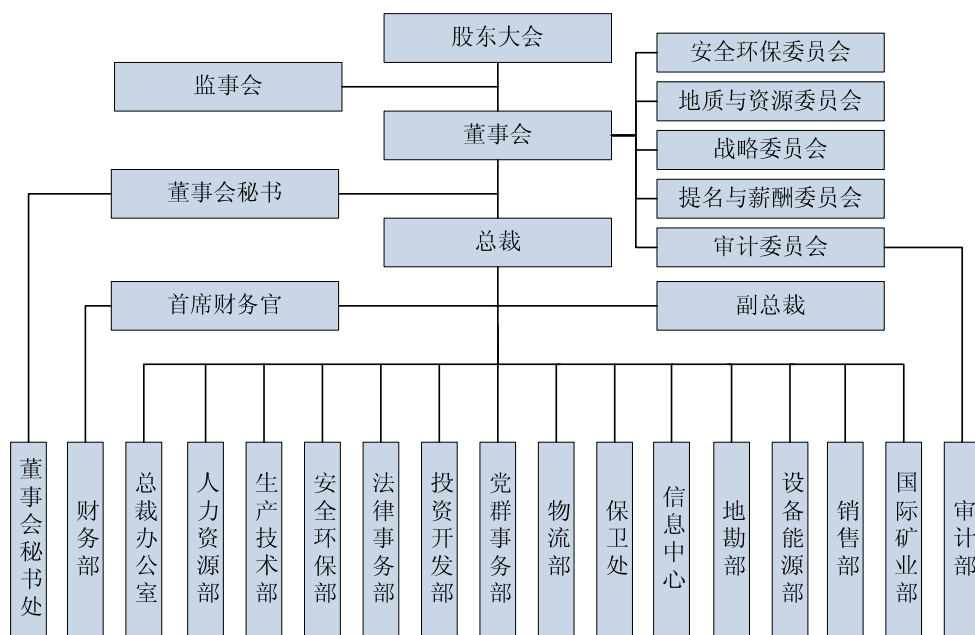 股东大会
安全环保委员会
监事会
地质与资源委员会
董事会
战略委员会
董事会秘书
提名与薪酬委员会
总裁
审计委员会
首席财务官
副总裁
董事会秘书处
财务部
总裁办公室
人力资源部
生产技术部
安全环保部
法律事务部
投资开发部
党群事务部
物流部
保卫处
信息中心
地勘部
设备能源部
销售部
国际矿业部
审计部